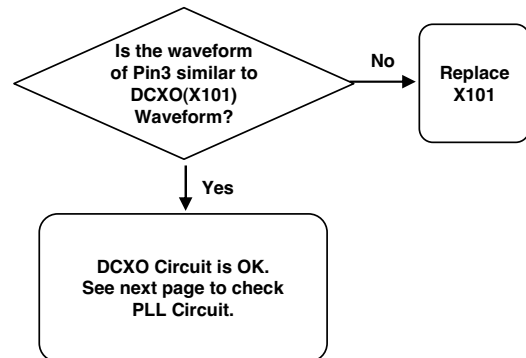 Is the waveform
of Pin3 similar to
DCXO(X101)
Waveform?
No
Replace
X101
Yes
DCXO Circuit is OK.
See next page to check
PLL Circuit.